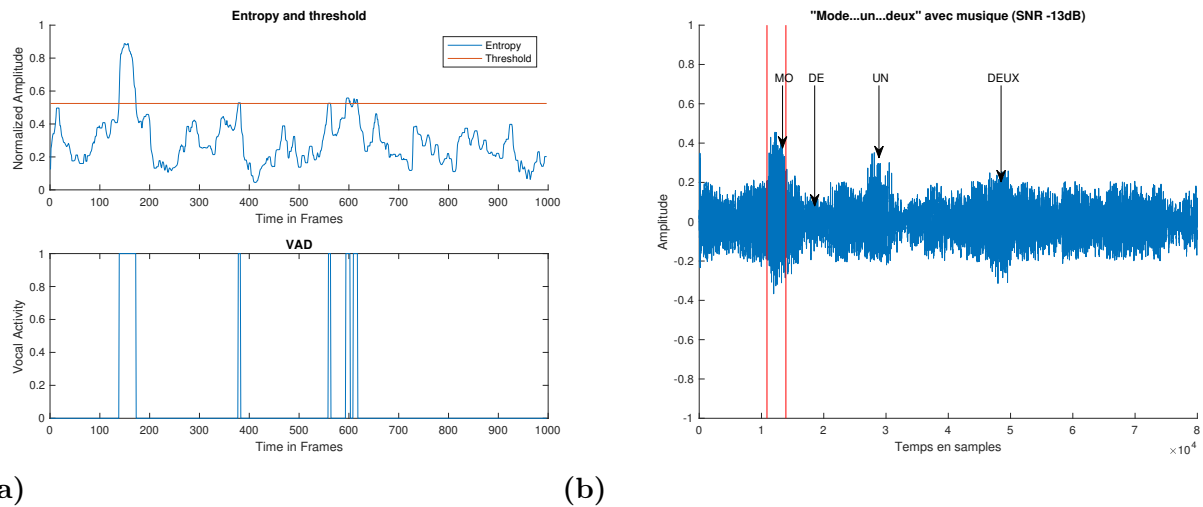 Entropy and threshold
1
0.8
0.6
0.4
0.2
0
Normalized Amplitude
Entropy
Threshold
0 100 200 300 400 500 600 700 800 900 1000
Time in Frames
VAD
1
0.8
0.6
0.4
0.2
0
Vocal Activity
0 100 200 300 400 500 600 700 800 900 1000
Time in Frames
a)
"Mode...un...deux" avec musique (SNR -13dB)
1
0.8
0.6
0.4
0.2
0
-0.2
-0.4
-0.6
-0.8
-1
Amplitude
MO DE UN DEUX
0 1 2 3 4 5 6 7 8
Temps en samples
×10⁴
(b)